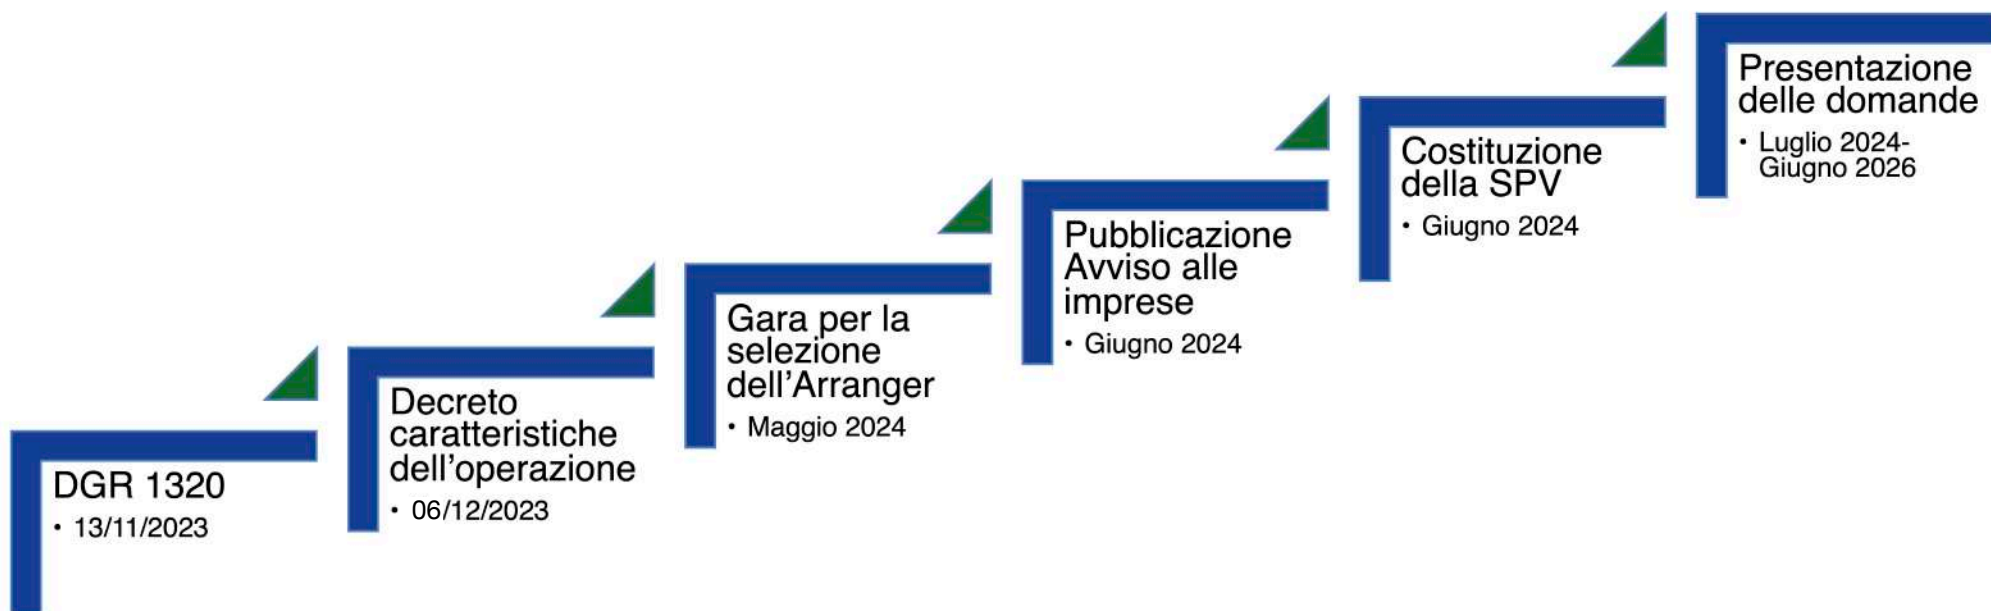 DGR 1320
• 13/11/2023
Decreto
caratteristiche
dell'operazione
• 06/12/2023
Gara per la
selezione
dell'Arranger
• Maggio 2024
Pubblicazione
Avviso alle
imprese
• Giugno 2024
Costituzione
della SPV
• Giugno 2024
Presentazione
delle domande
• Luglio 2024-
Giugno 2026